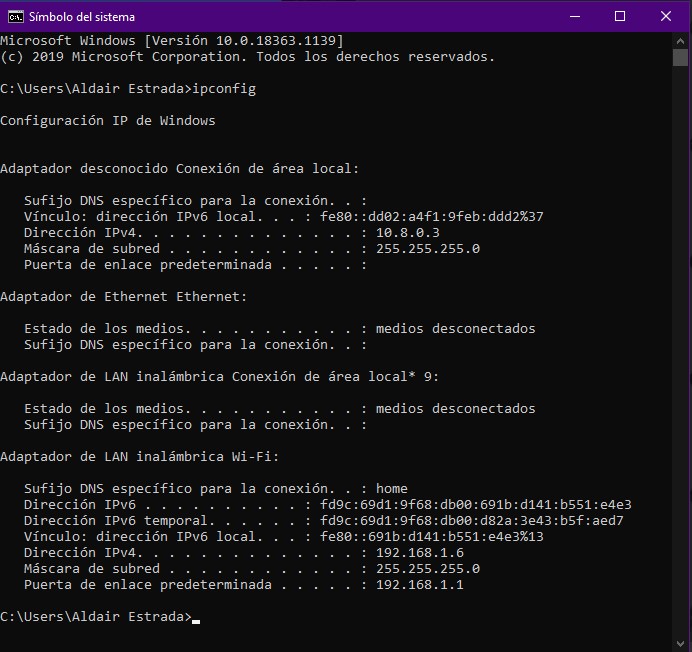 Símbolo del sistema
Microsoft Windows [Versión 10.0.18363.1139]
(c) 2019 Microsoft Corporation. Todos los derechos reservados.
C:\Users\Aldair Estrada>ipconfig
Configuración IP de Windows
Adaptador desconocido Conexión de área local:
Sufijo DNS específico para la conexión. . :
Vínculo: dirección IPv6 local. . . : fe80::dd02:a4f1:9feb:ddd2%37
Dirección IPv4. . . . . . . . . . . . . . : 10.8.0.3
Máscara de subred . . . . . . . . . . . . : 255.255.255.0
Puerta de enlace predeterminada . . . . . :
Adaptador de Ethernet Ethernet:
Estado de los medios. . . . . . . . . . . : medios desconectados
Sufijo DNS específico para la conexión. . :
Adaptador de LAN inalámbrica Conexión de área local* 9:
Estado de los medios. . . . . . . . . . . : medios desconectados
Sufijo DNS específico para la conexión. . :
Adaptador de LAN inalámbrica Wi-Fi:
Sufijo DNS específico para la conexión. . : home
Dirección IPv6 . . . . . . . . . . : fd9c:69d1:9f68:db00:691b:d141:b551:e4e3
Dirección IPv6 temporal. . . . . . : fd9c:69d1:9f68:db00:d82a:3e43:b5f:aed7
Vínculo: dirección IPv6 local. . . : fe80::691b:d141:b551:e4e3%13
Dirección IPv4. . . . . . . . . . . . . . : 192.168.1.6
Máscara de subred . . . . . . . . . . . . : 255.255.255.0
Puerta de enlace predeterminada . . . . . : 192.168.1.1
C:\Users\Aldair Estrada>